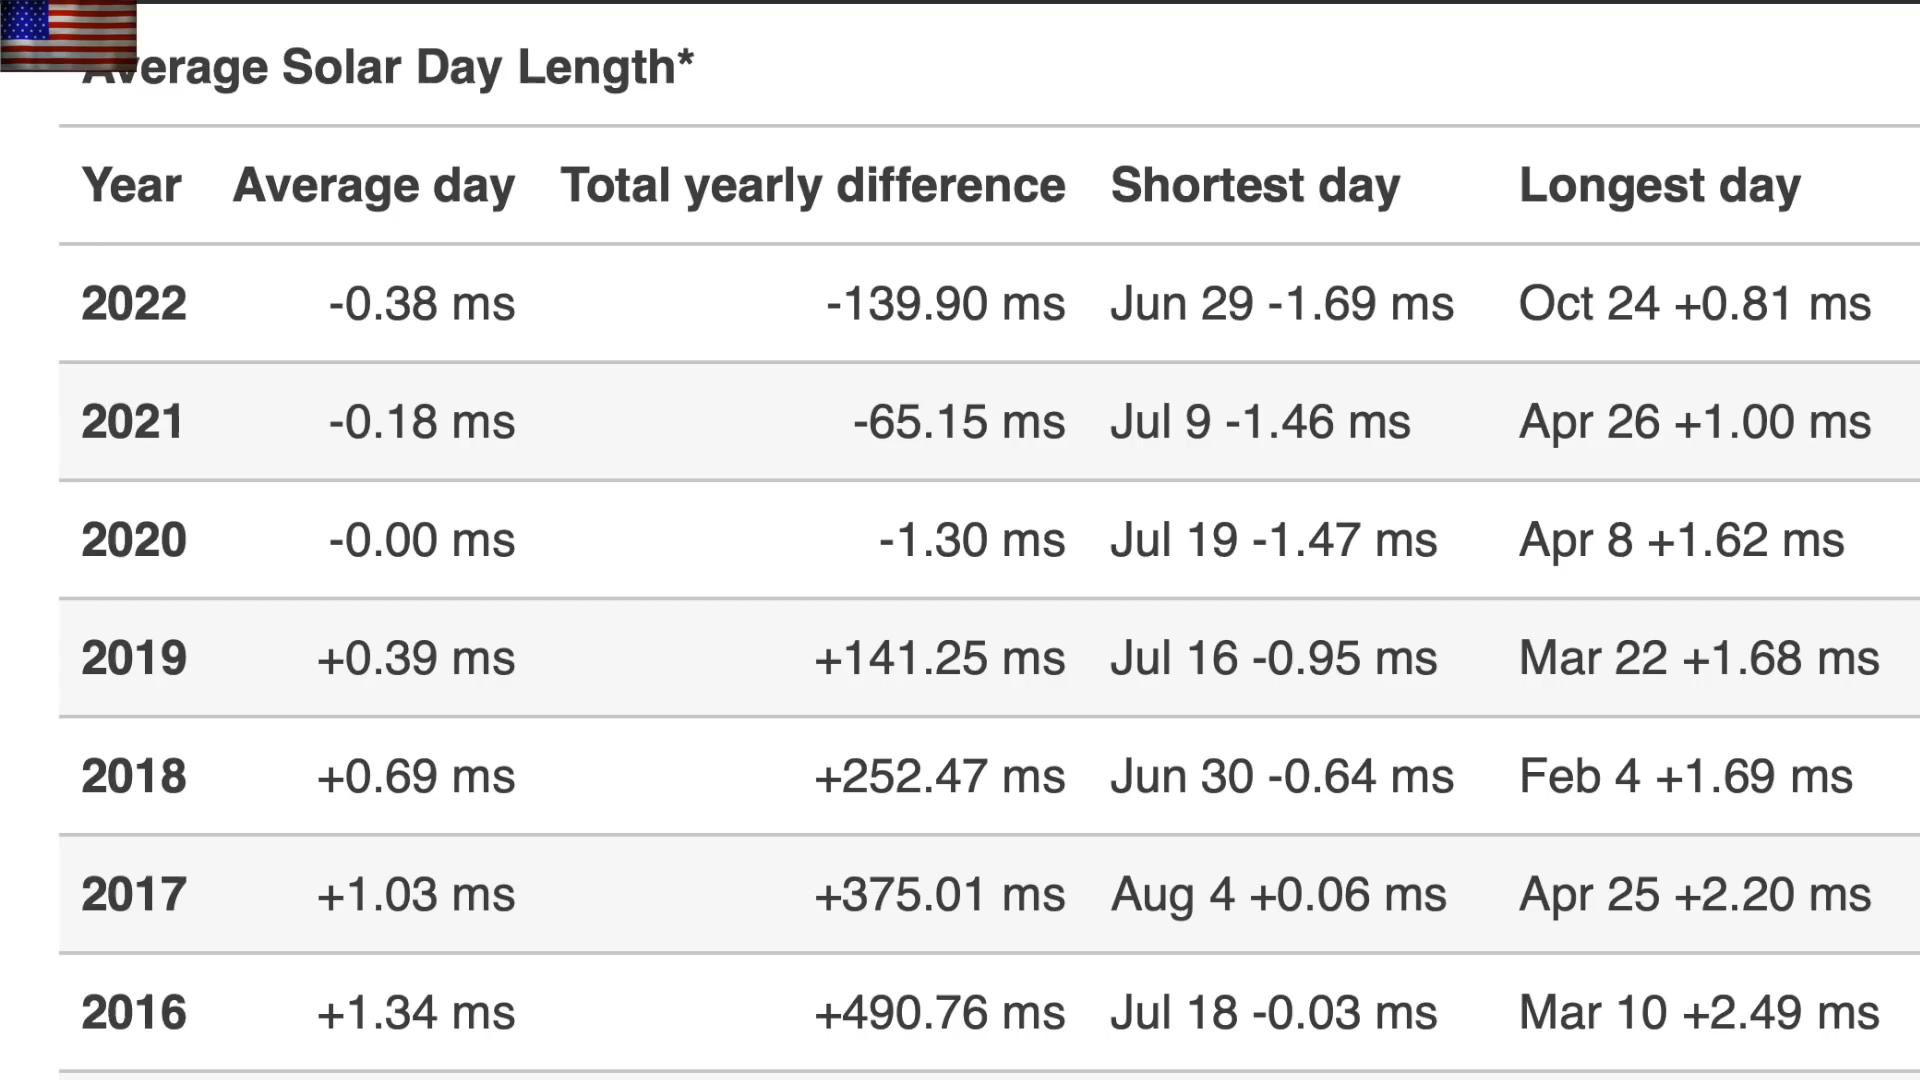 Average Solar Day Length*
Year Average day Total yearly difference Shortest day Longest day
2022 -0.38 ms -139.90 ms Jun 29 -1.69 ms Oct 24 +0.81 ms
2021 -0.18 ms -65.15 ms Jul 9 -1.46 ms Apr 26 +1.00 ms
2020 -0.00 ms -1.30 ms Jul 19 -1.47 ms Apr 8 +1.62 ms
2019 +0.39 ms +141.25 ms Jul 16 -0.95 ms Mar 22 +1.68 ms
2018 +0.69 ms +252.47 ms Jun 30 -0.64 ms Feb 4 +1.69 ms
2017 +1.03 ms +375.01 ms Aug 4 +0.06 ms Apr 25 +2.20 ms
2016 +1.34 ms +490.76 ms Jul 18 -0.03 ms Mar 10 +2.49 ms